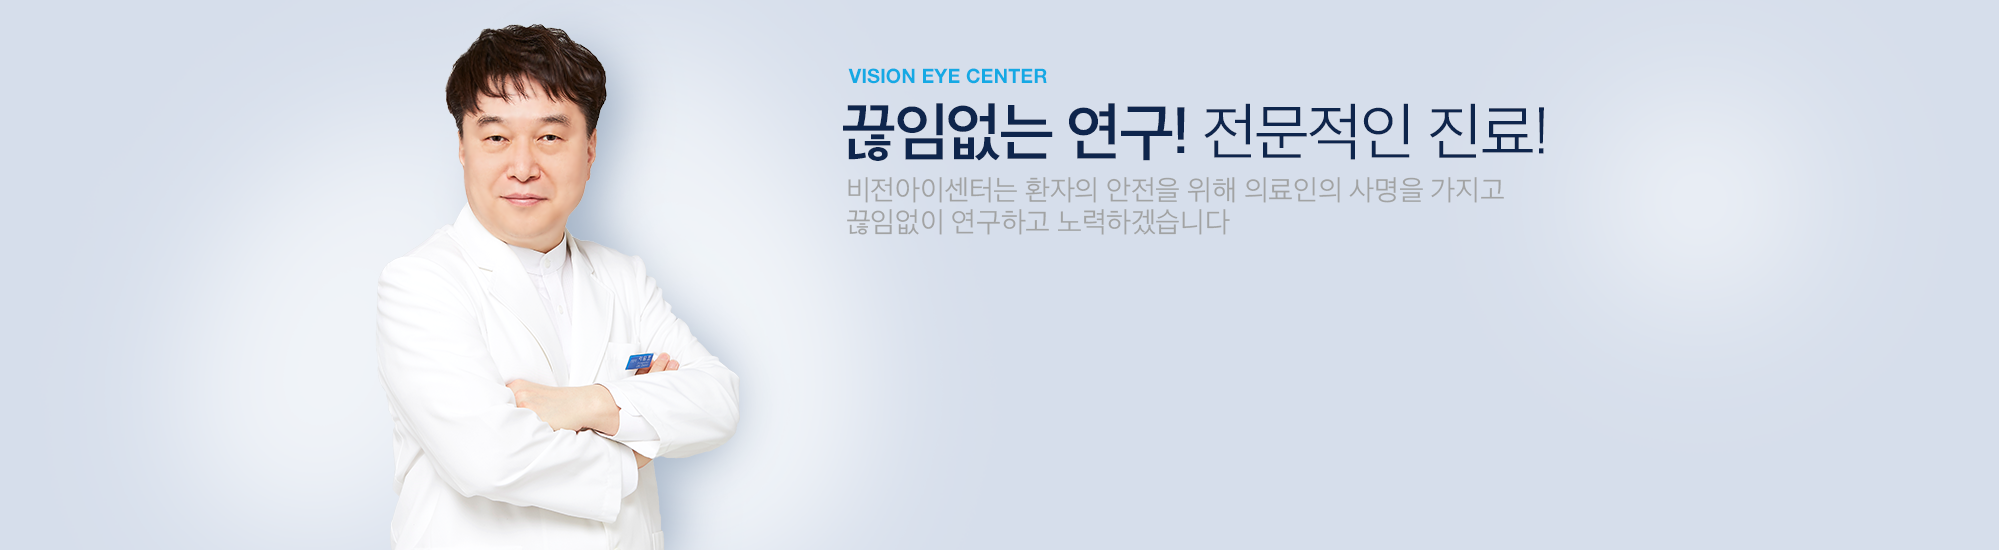 VISION EYE CENTER
끊임없는 연구! 전문적인 진료!
비전아이센터는 환자의 안전을 위해 의료인의 사명을 가지고
끊임없이 연구하고 노력하겠습니다